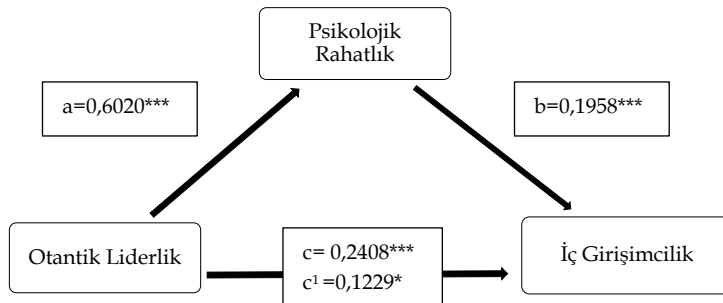 Psikolojik
Rahatlık
a=0,6020***
b=0,1958***
Otantik Liderlik
c= 0,2408***
c¹ =0,1229*
İç Girişimcilik